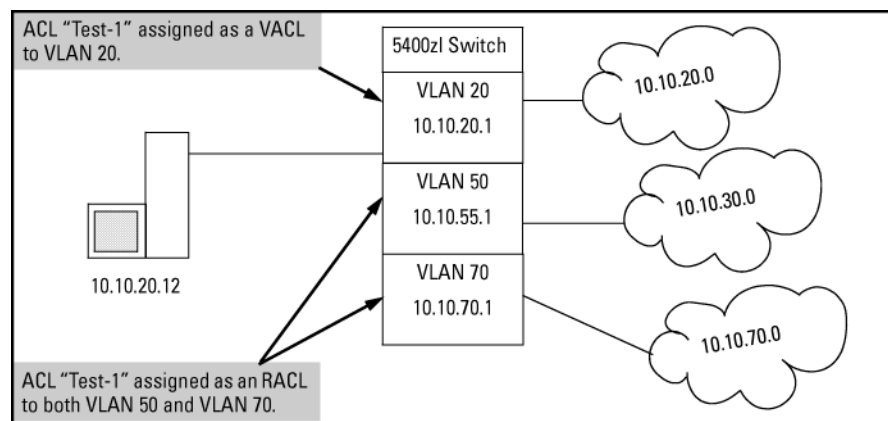 ACL "Test-1" assigned as a VACL
to VLAN 20.
5400zl Switch
VLAN 20
10.10.20.1
10.10.20.0
VLAN 50
10.10.55.1
10.10.30.0
10.10.20.12
VLAN 70
10.10.70.1
10.10.70.0
ACL "Test-1" assigned as an RACL
to both VLAN 50 and VLAN 70.